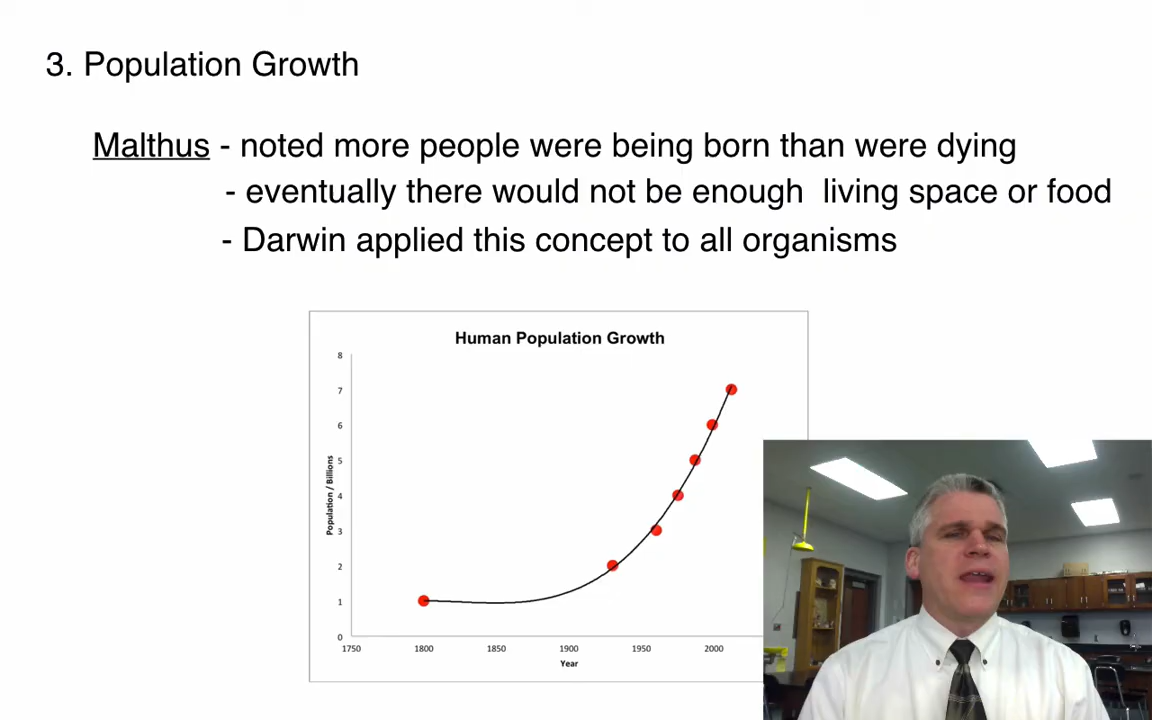 3. Population Growth
Malthus - noted more people were being born than were dying
- eventually there would not be enough living space or food
- Darwin applied this concept to all organisms
Human Population Growth
8
7
6
5
4
3
2
1
0
Population / Billions
1750 1800 1850 1900 1950 2000
Year